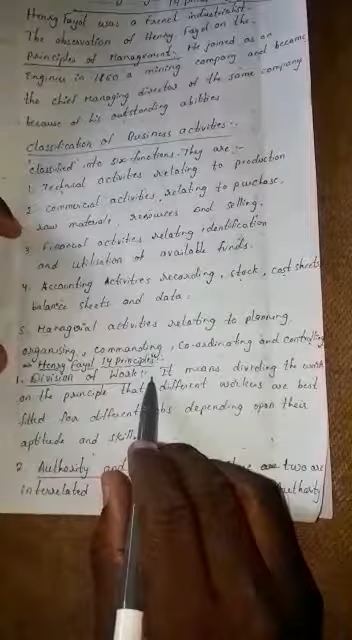 Henry Fayol was a French industrialist.
The observation of Henry Fayol on the.
Principles of Management. He joined as an
Engineer in 1860 a mining company and became
the chief Managing director of the same company
because of his outstanding abilities
Classification of Business activities:-
Classified into six functions. They are:-
1. Technical activities relating to production
2. Commercial activities, relating to purchase,
raw materials, resources and selling.
3. Financial activities relating identification
and utilisation of available funds.
4. Accounting Activities recording, stock, cost sheets
balance sheets and data.
5. Managerial activities relating to planning,
organising, commanding, co-ordinating and controlling
Henry Fayol 14 Principles:-
1. Division of Work:- It means dividing the work
on the principle that different workers are best
fitted for different depending upon their
aptitude and
2. Authority and are two are
interrelated Authority